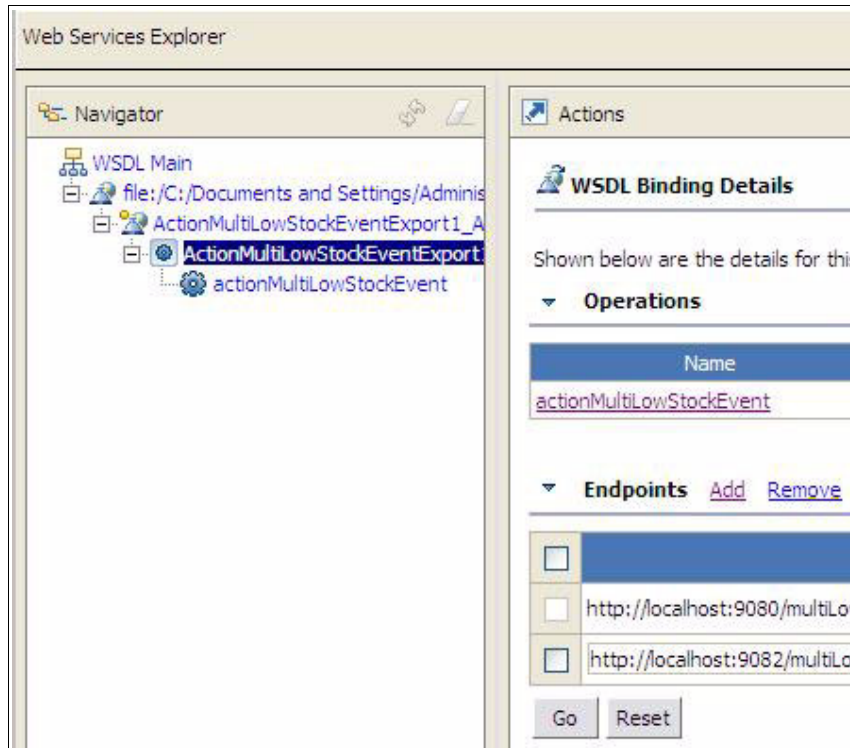 Web Services Explorer
Navigator
WSDL Main
file:/C:/Documents and Settings/Adminis
ActionMultiLowStockEventExport1_A
ActionMultiLowStockEventExport1
actionMultiLowStockEvent
Actions
WSDL Binding Details
Shown below are the details for this
Operations
Name
actionMultiLowStockEvent
Endpoints Add Remove
http://localhost:9080/multiLo
http://localhost:9082/multiLo
Go Reset